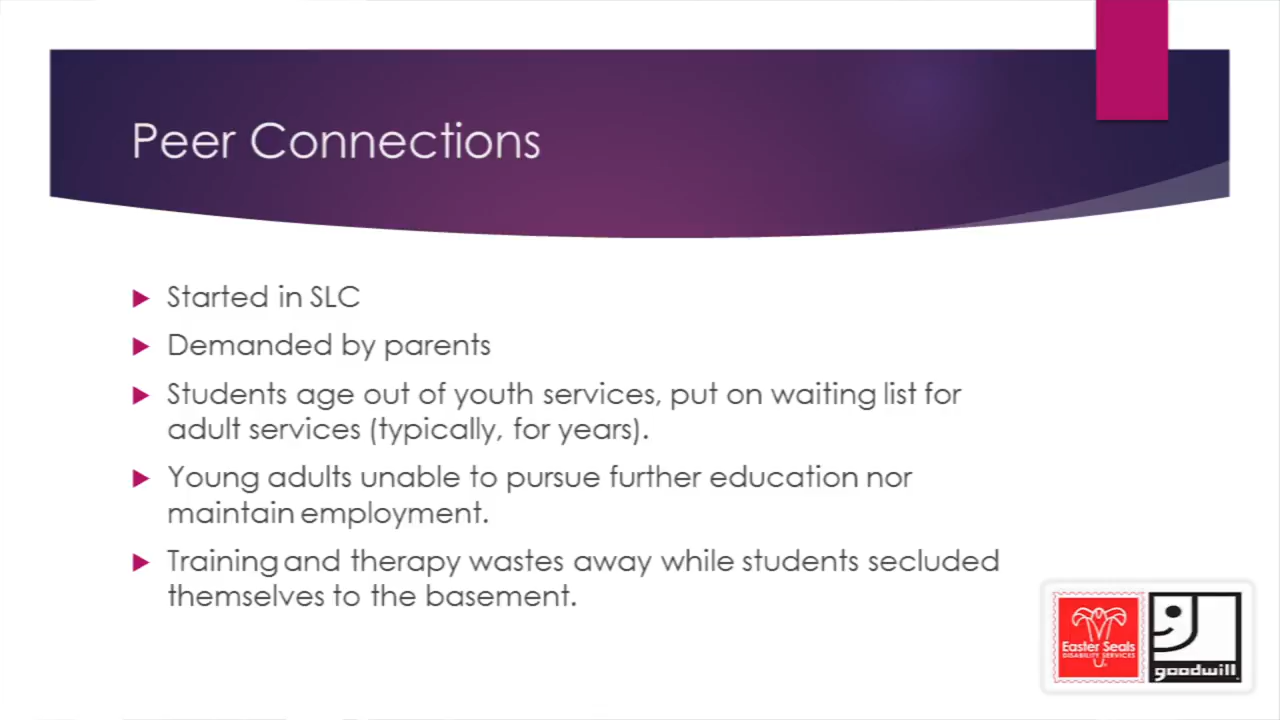 Peer Connections
Started in SLC
Demanded by parents
Students age out of youth services, put on waiting list for
adult services (typically, for years).
Young adults unable to pursue further education nor
maintain employment.
Training and therapy wastes away while students secluded
themselves to the basement.
Easter Seals
DISABILITY SERVICES
goodwill